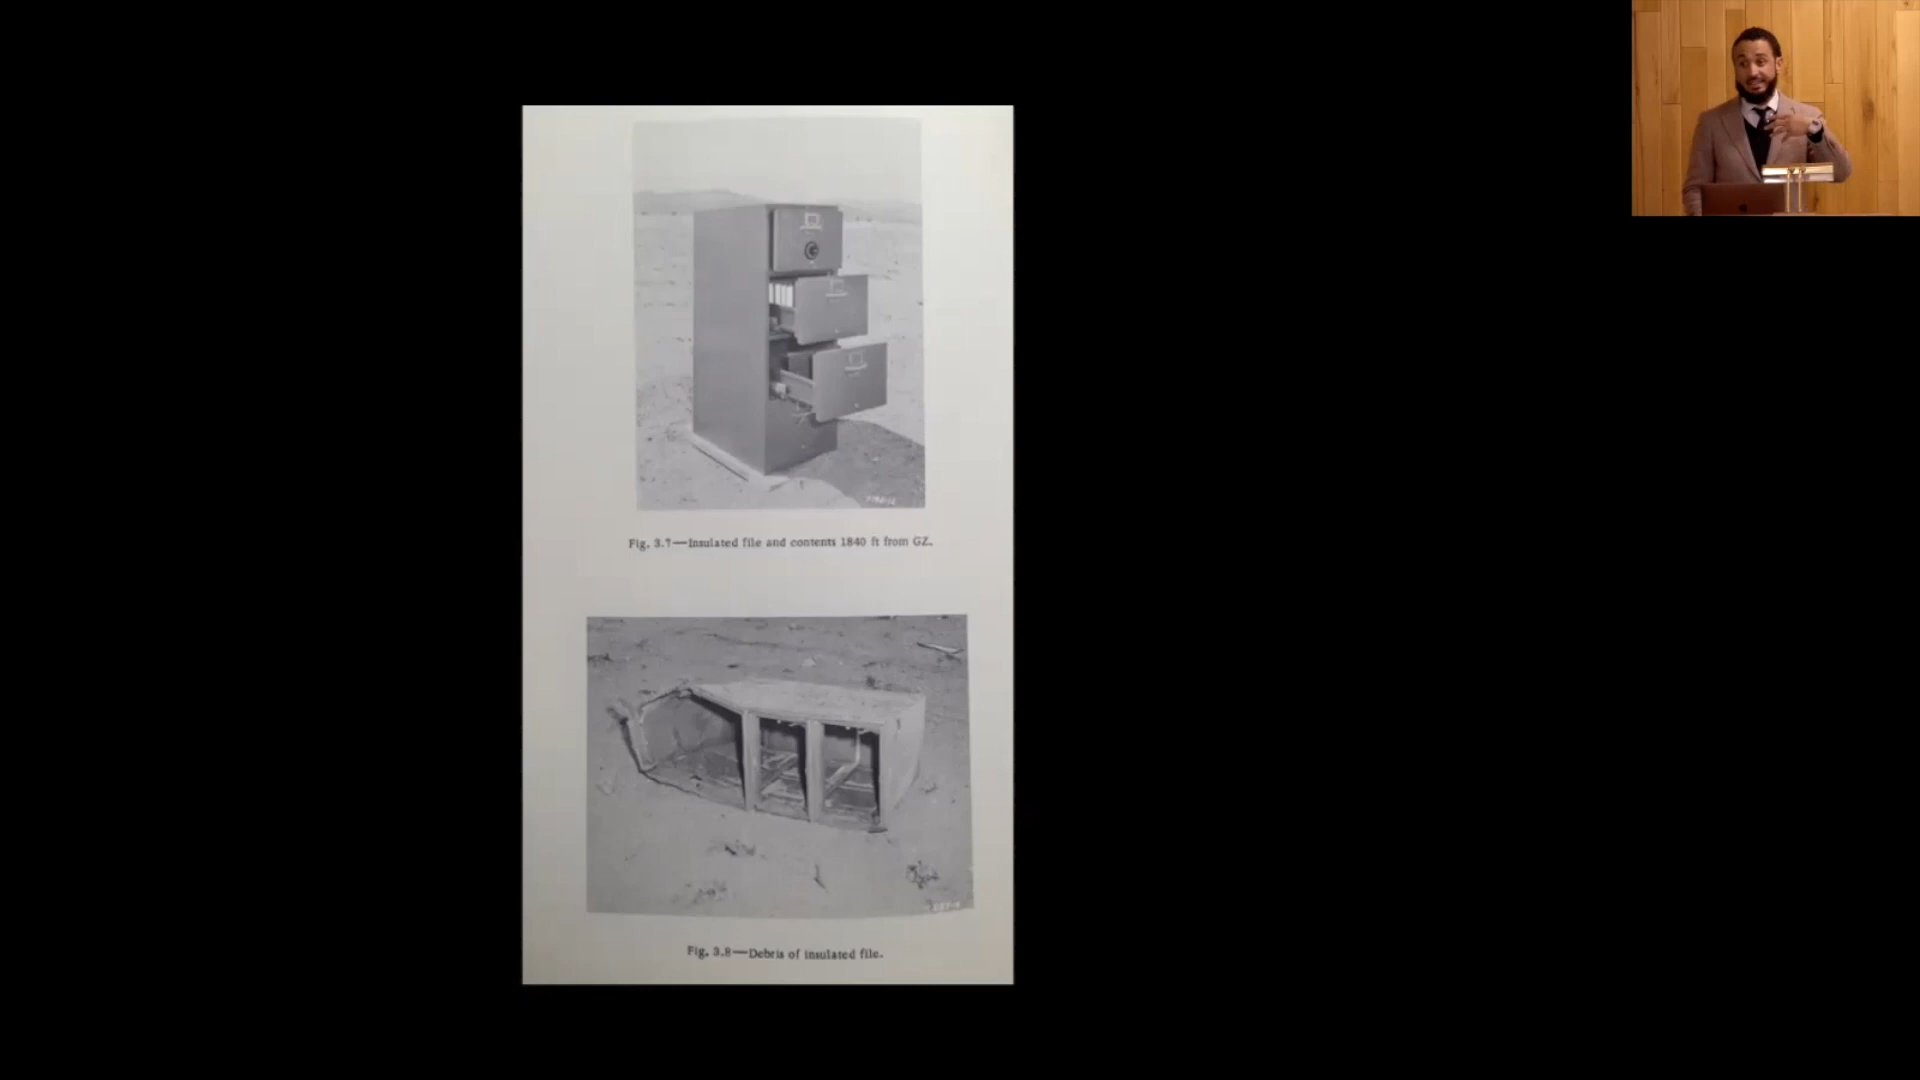 Fig. 3.7—Insulated file and contents 1840 ft from GZ.
Fig. 3.8—Debris of insulated file.